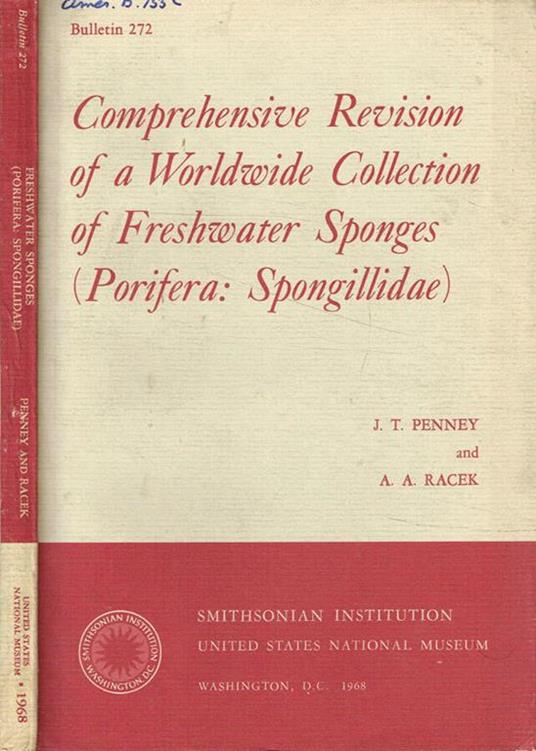 Bulletin 272
FRESHWATER SPONGES
(PORIFERA: SPONGILLIDAE)
PENNEY AND RACEK
UNITED STATES
NATIONAL MUSEUM • 1968
Bulletin 272
Comprehensive Revision
of a Worldwide Collection
of Freshwater Sponges
(Porifera: Spongillidae)
J. T. PENNEY
and
A. A. RACEK
SMITHSONIAN INSTITUTION
WASHINGTON, D.C.
SMITHSONIAN INSTITUTION
UNITED STATES NATIONAL MUSEUM
WASHINGTON, D.C. 1968